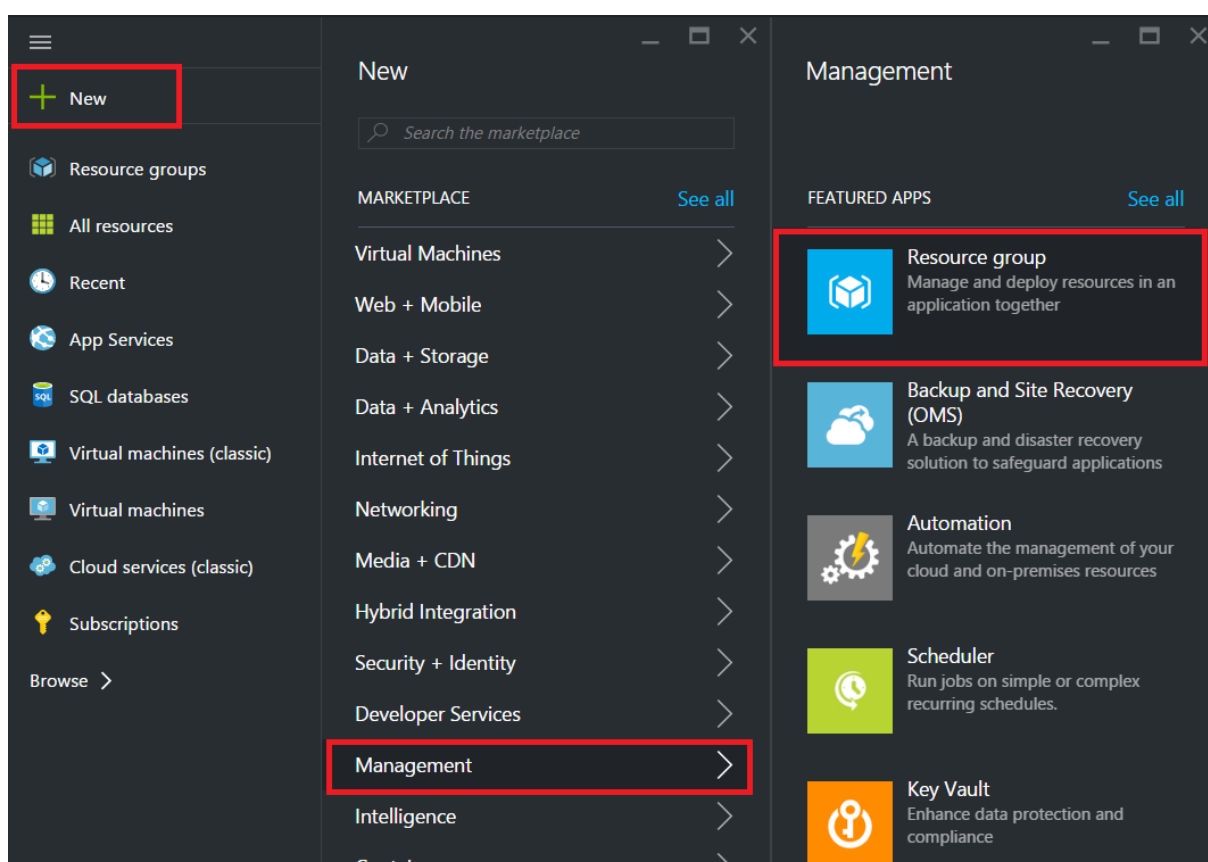 New
Resource groups
All resources
Recent
App Services
SQL
SQL databases
Virtual machines (classic)
Virtual machines
Cloud services (classic)
Subscriptions
Browse
New
Search the marketplace
MARKETPLACE See all
Virtual Machines
Web + Mobile
Data + Storage
Data + Analytics
Internet of Things
Networking
Media + CDN
Hybrid Integration
Security + Identity
Developer Services
Management
Intelligence
Management
FEATURED APPS See all
Resource group
Manage and deploy resources in an
application together
Backup and Site Recovery
(OMS)
A backup and disaster recovery
solution to safeguard applications
Automation
Automate the management of your
cloud and on-premises resources
Scheduler
Run jobs on simple or complex
recurring schedules.
Key Vault
Enhance data protection and
compliance